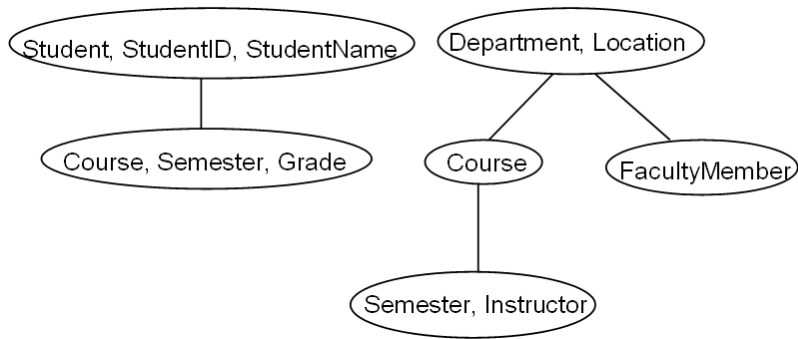 Student, StudentID, StudentName
Department, Location
Course, Semester, Grade
Course
FacultyMember
Semester, Instructor